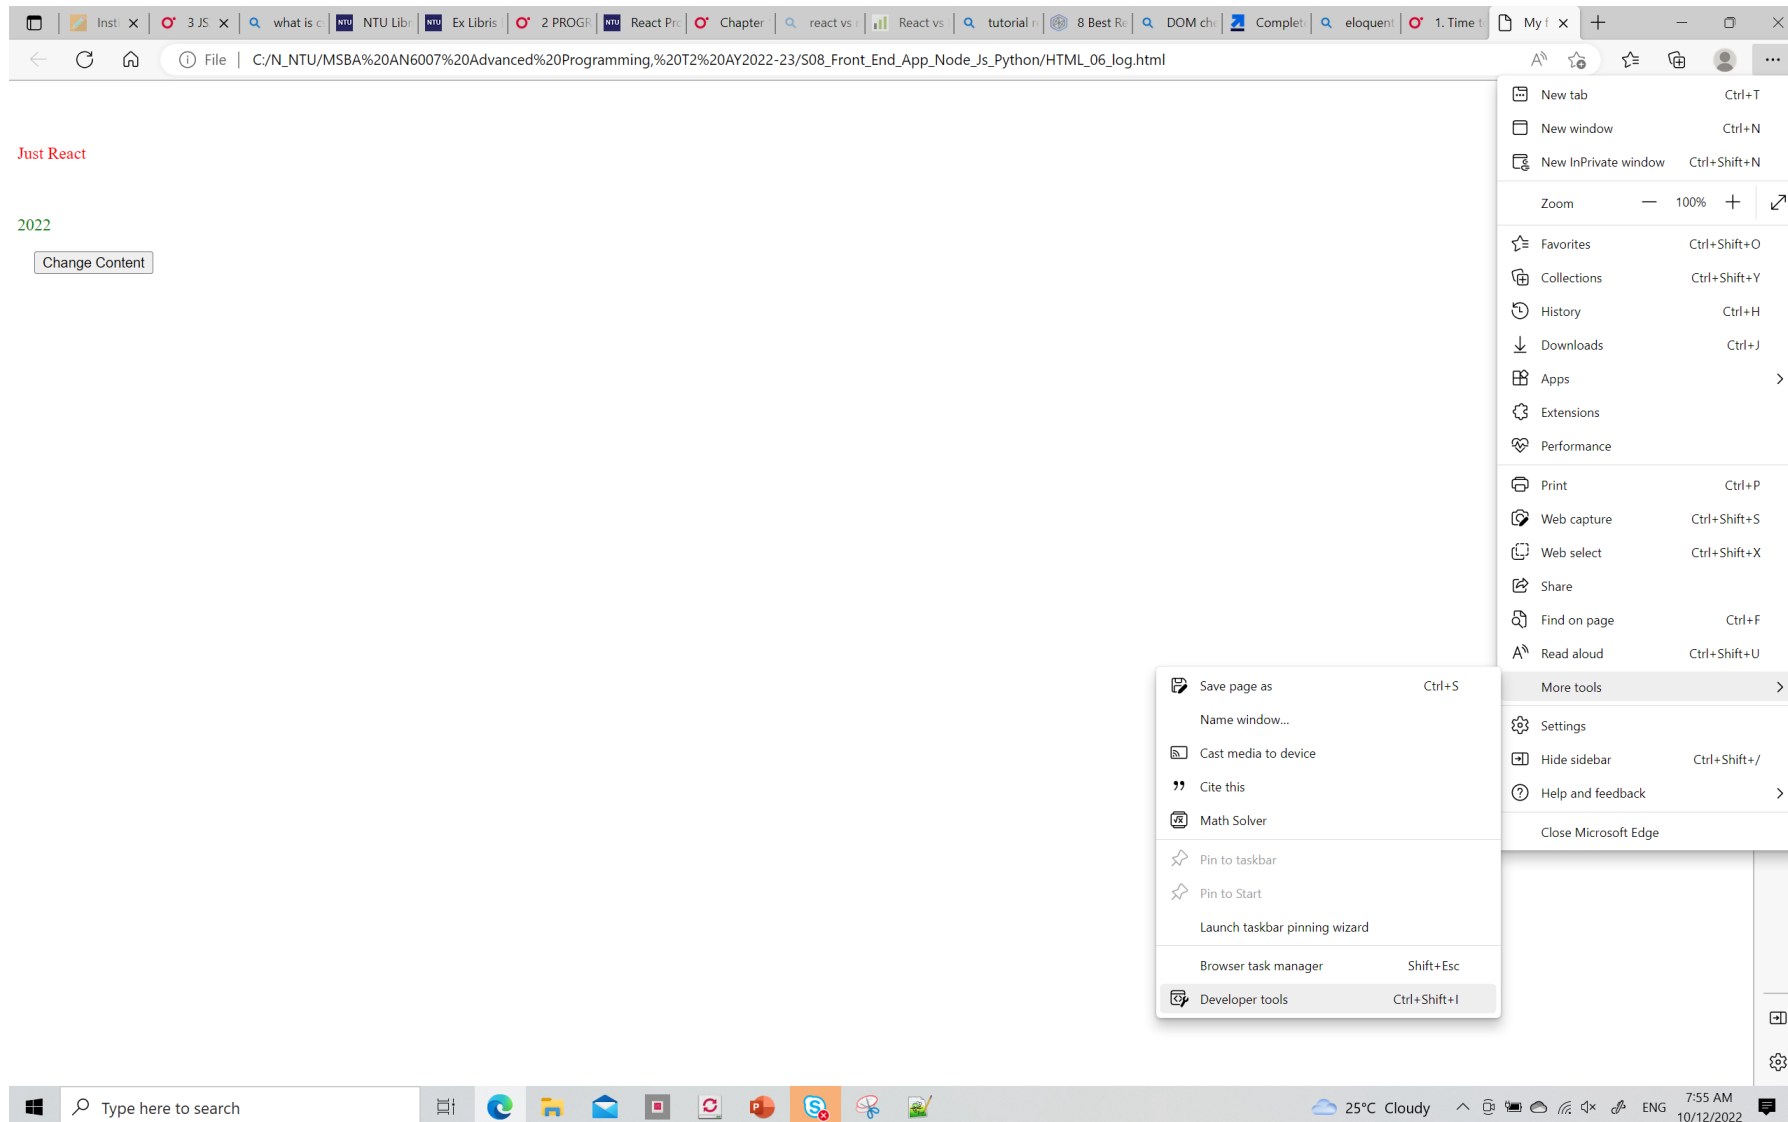 Insti
3 JS
what is c
NTU
NTU Libr
NTU
Ex Libris
2 PROGR
NTU
React Pro
Chapter
react vs r
React vs
tutorial r
8 Best Re
DOM che
Complet
eloquent
1. Time t
My f
File
C:/N_NTU/MSBA%20AN6007%20Advanced%20Programming,%20T2%20AY2022-23/S08_Front_End_App_Node_Js_Python/HTML_06_log.html
Just React
2022
Change Content
New tab Ctrl+T
New window Ctrl+N
New InPrivate window Ctrl+Shift+N
Zoom 100%
Favorites Ctrl+Shift+O
Collections Ctrl+Shift+Y
History Ctrl+H
Downloads Ctrl+J
Apps
Extensions
Performance
Print Ctrl+P
Web capture Ctrl+Shift+S
Web select Ctrl+Shift+X
Share
Find on page Ctrl+F
Read aloud Ctrl+Shift+U
More tools
Settings
Hide sidebar Ctrl+Shift+/
Help and feedback
Close Microsoft Edge
Save page as Ctrl+S
Name window...
Cast media to device
Cite this
Math Solver
Pin to taskbar
Pin to Start
Launch taskbar pinning wizard
Browser task manager Shift+Esc
Developer tools Ctrl+Shift+I
Type here to search
25°C Cloudy
ENG
7:55 AM
10/12/2022